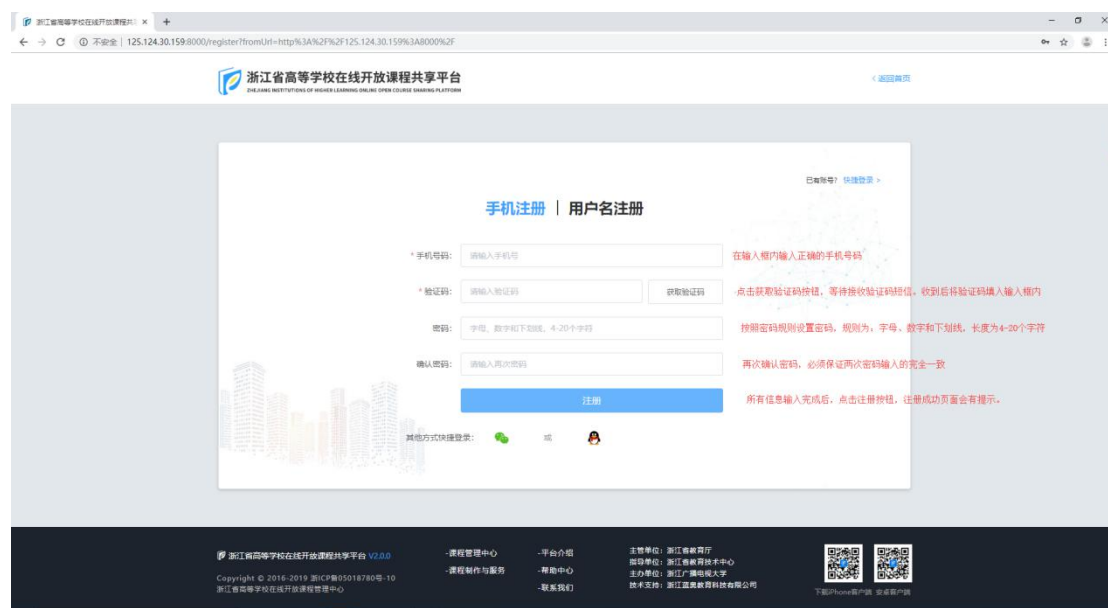 浙江省高等学校在线开放课程共享
不安全 | 125.124.30.159:8000/register?fromUrl=http%3A%2F%2F125.124.30.159%3A8000%2F
浙江省高等学校在线开放课程共享平台
ZHEJIANG INSTITUTIONS OF HIGHER LEARNING ONLINE OPEN COURSE SHARING PLATFORM
< 返回首页
已有账号? 快捷登录 >
手机注册 | 用户名注册
* 手机号码: 请输入手机号 在输入框内输入正确的手机号码
* 验证码: 请输入验证码 获取验证码 点击获取验证码按钮,等待接收验证码短信,收到后将验证码填入输入框内
密码: 字母、数字和下划线,4-20个字符 按照密码规则设置密码,规则为:字母、数字和下划线,长度为4-20个字符
确认密码: 请输入再次密码 再次确认密码,必须保证两次密码输入的完全一致
注册 所有信息输入完成后,点击注册按钮,注册成功页面会有提示。
其他方式快捷登录: 或
浙江省高等学校在线开放课程共享平台 V2.0.0
Copyright © 2016-2019 浙ICP备05018780号-10
浙江省高等学校在线开放课程管理中心
-课程管理中心
-课程制作与服务
-平台介绍
-帮助中心
-联系我们
主管单位:浙江省教育厅
指导单位:浙江省教育技术中心
主办单位:浙江广播电视大学
技术支持:浙江蓝奥教育科技有限公司
下载iPhone客户端 安卓客户端